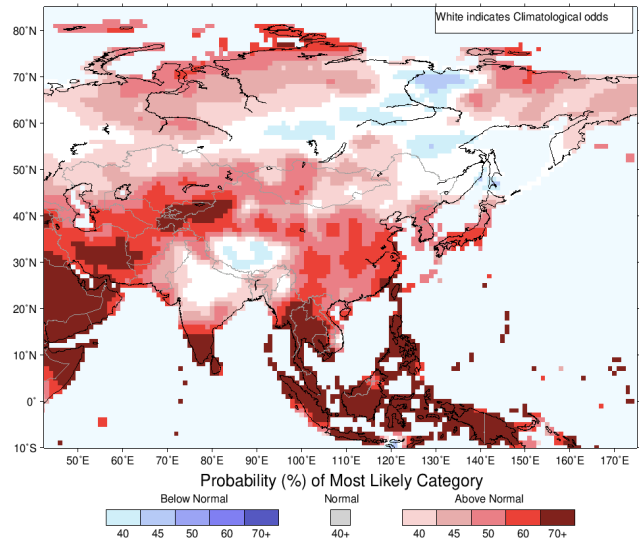 White indicates Climatological odds
80˚N
70˚N
60˚N
50˚N
40˚N
30˚N
20˚N
10˚N
0˚
10˚S
50˚E 60˚E 70˚E 80˚E 90˚E 100˚E 110˚E 120˚E 130˚E 140˚E 150˚E 160˚E 170˚E
Probability (%) of Most Likely Category
Below Normal Normal Above Normal
40 45 50 60 70+ 40+ 40 45 50 60 70+